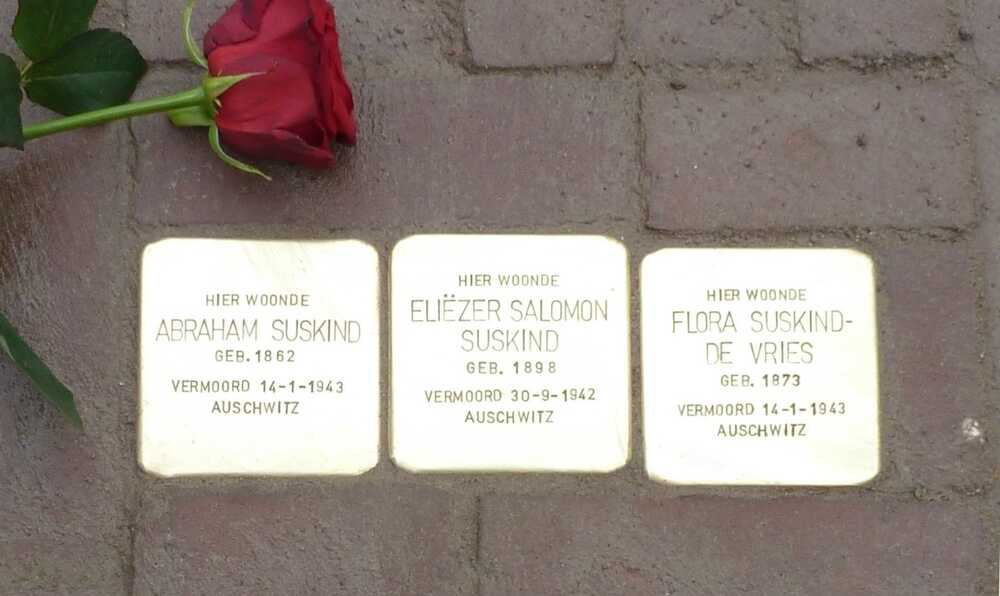 HIER WOONDE
ABRAHAM SUSKIND
GEB. 1862
VERMOORD 14-1-1943
AUSCHWITZ
HIER WOONDE
ELIËZER SALOMON
SUSKIND
GEB. 1898
VERMOORD 30-9-1942
AUSCHWITZ
HIER WOONDE
FLORA SUSKIND-
DE VRIES
GEB. 1873
VERMOORD 14-1-1943
AUSCHWITZ